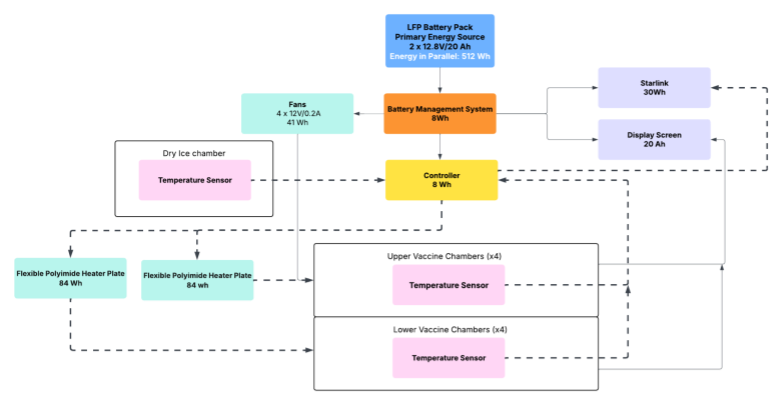 LFP Battery Pack
Primary Energy Source
2 x 12.8V/20 Ah
Energy in Parallel: 512 Wh
Starlink
30Wh
Fans
4 x 12V/0.2A
41 Wh
Battery Management System
8Wh
Display Screen
20 Ah
Dry Ice chamber
Temperature Sensor
Controller
8 Wh
Flexible Polyimide Heater Plate
84 Wh
Flexible Polyimide Heater Plate
84 wh
Upper Vaccine Chambers (x4)
Temperature Sensor
Lower Vaccine Chambers (x4)
Temperature Sensor